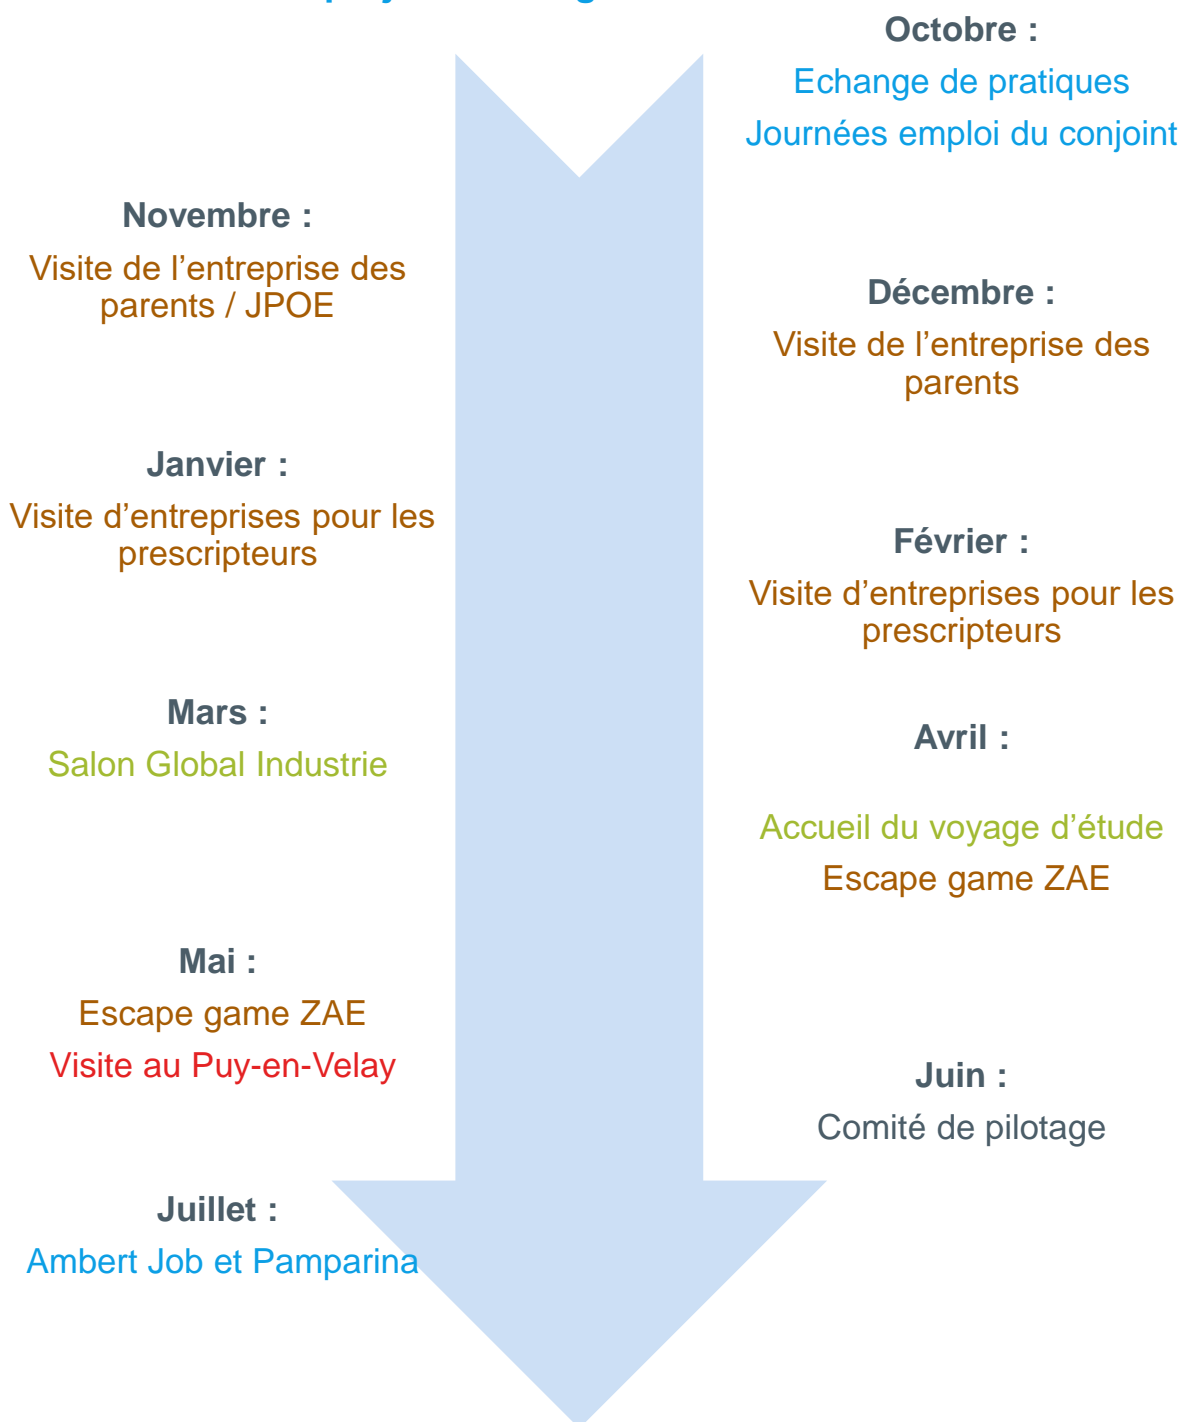 Octobre :
Echange de pratiques
Journées emploi du conjoint
Novembre :
Visite de l’entreprise des
parents / JPOE
Décembre :
Visite de l’entreprise des
parents
Janvier :
Visite d’entreprises pour les
prescripteurs
Février :
Visite d’entreprises pour les
prescripteurs
Mars :
Salon Global Industrie
Avril :
Accueil du voyage d’étude
Escape game ZAE
Mai :
Escape game ZAE
Visite au Puy-en-Velay
Juin :
Comité de pilotage
Juillet :
Ambert Job et Pamparina